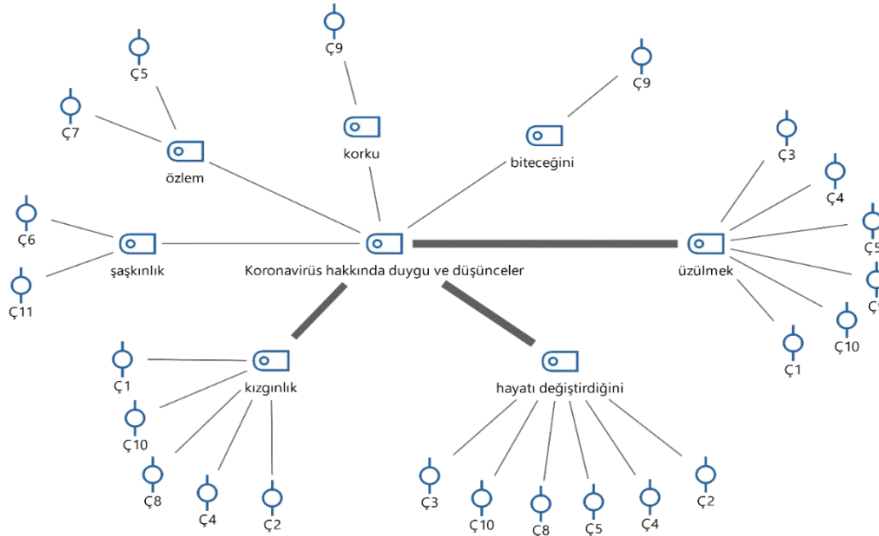 Ç9
Ç5
Ç9
Ç7
korku
biteceğini
Ç3
özlem
Ç4
Ç6
şaşkınlık
Koronavirüs hakkında duygu ve düşünceler
üzülmek
Ç11
Ç10
Ç1
Ç1
kızgınlık
hayatı değiştirdiğini
Ç10
Ç8
Ç4
Ç2
Ç3
Ç10
Ç8
Ç5
Ç4
Ç2